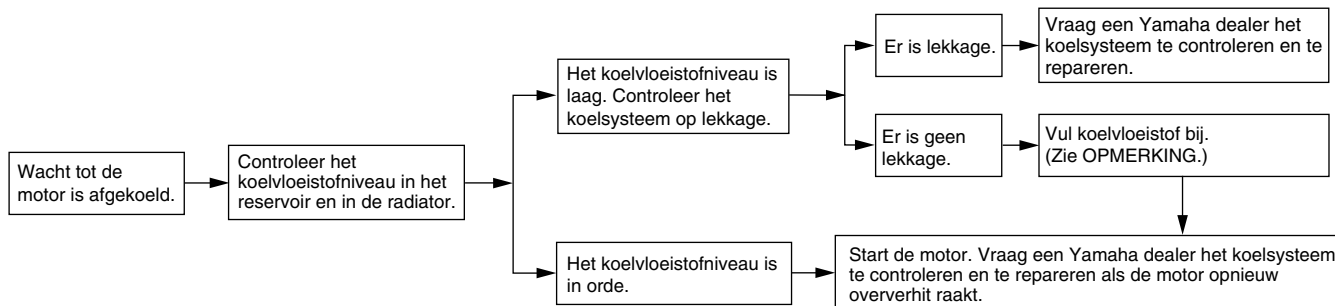 Wacht tot de
motor is afgekoeld.
Controleer het
koelvloeistofniveau in het
reservoir en in de radiator.
Het koelvloeistofniveau is
laag. Controleer het
koelsysteem op lekkage.
Er is lekkage.
Vraag een Yamaha dealer het
koelsysteem te controleren en te
repareren.
Er is geen
lekkage.
Vul koelvloeistof bij.
(Zie OPMERKING.)
Het koelvloeistofniveau is
in orde.
Start de motor. Vraag een Yamaha dealer het koelsysteem
te controleren en te repareren als de motor opnieuw
oververhit raakt.